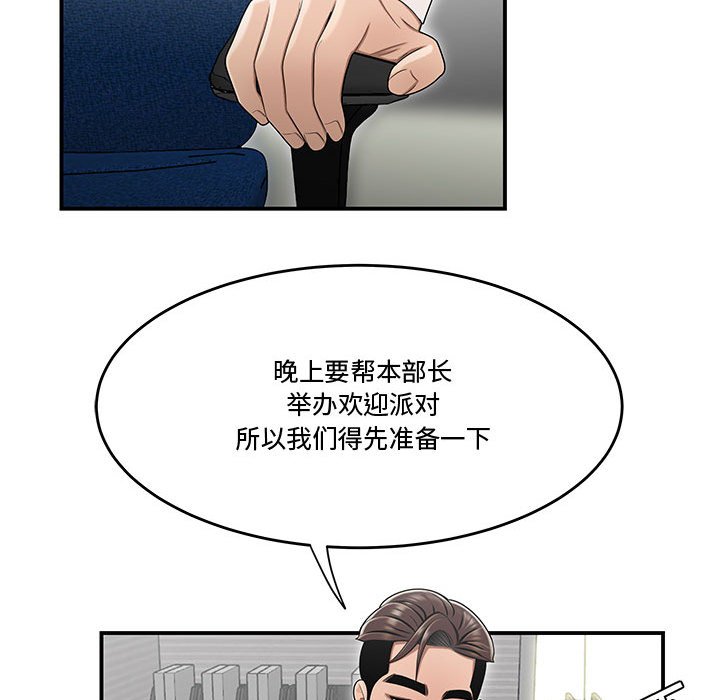 晚上要帮本部长
举办欢迎派对
所以我们得先准备一下